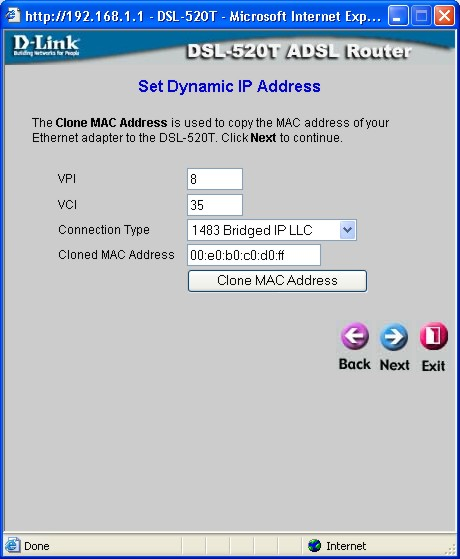 http://192.168.1.1 - DSL-520T - Microsoft Internet Exp...
D-Link
Building Networks for People
DSL-520T ADSL Router
Set Dynamic IP Address
The Clone MAC Address is used to copy the MAC address of your
Ethernet adapter to the DSL-520T. Click Next to continue.
VPI 8
VCI 35
Connection Type 1483 Bridged IP LLC
Cloned MAC Address 00:e0:b0:c0:d0:ff
Clone MAC Address
Back Next Exit
Done Internet